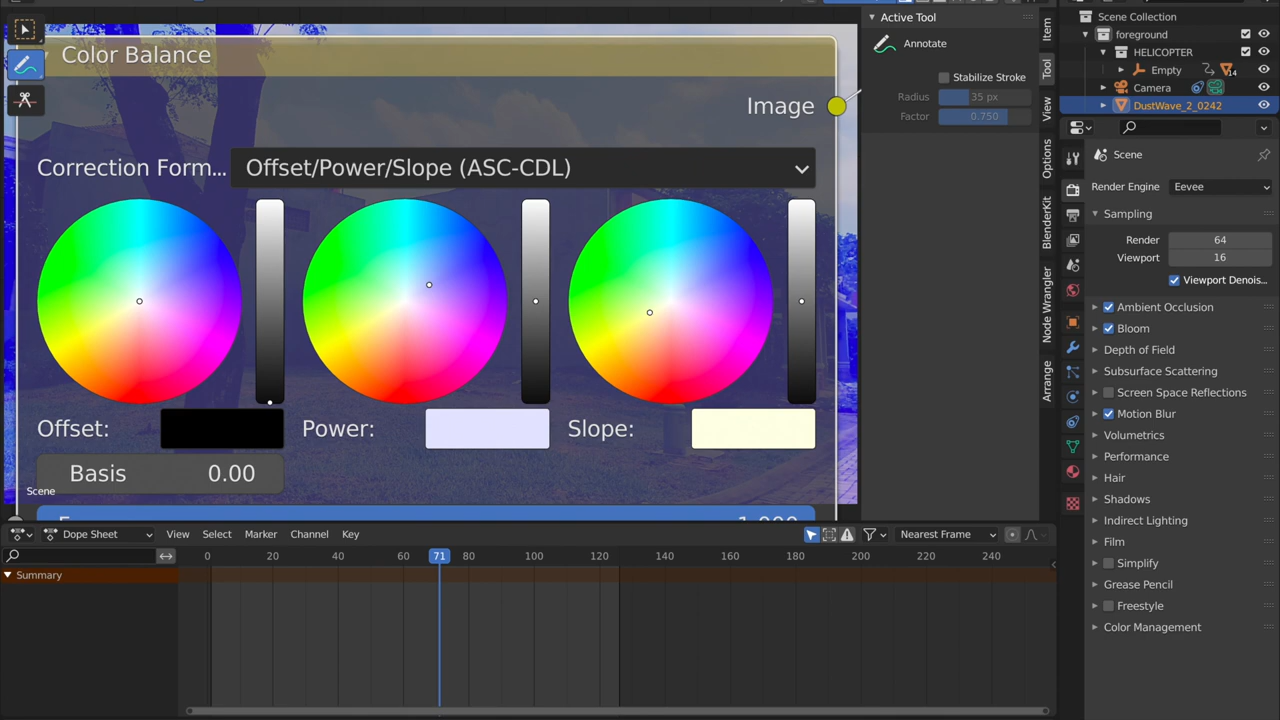 Color Balance
Image
Correction Form...
Offset/Power/Slope (ASC-CDL)
Offset:
Power:
Slope:
Basis 0.00
Scene
Active Tool
Annotate
Stabilize Stroke
Radius 35 px
Factor 0.750
Item
Tool
View
Options
BlenderKit
Node Wrangler
Arrange
Scene Collection
foreground
HELICOPTER
Empty 14
Camera
DustWave_2_0242
Scene
Render Engine Eevee
Sampling
Render 64
Viewport 16
Viewport Denois...
Ambient Occlusion
Bloom
Depth of Field
Subsurface Scattering
Screen Space Reflections
Motion Blur
Volumetrics
Performance
Hair
Shadows
Indirect Lighting
Film
Simplify
Grease Pencil
Freestyle
Color Management
Dope Sheet View Select Marker Channel Key Nearest Frame
0 20 40 60 71 80 100 120 140 160 180 200 220 240
Summary